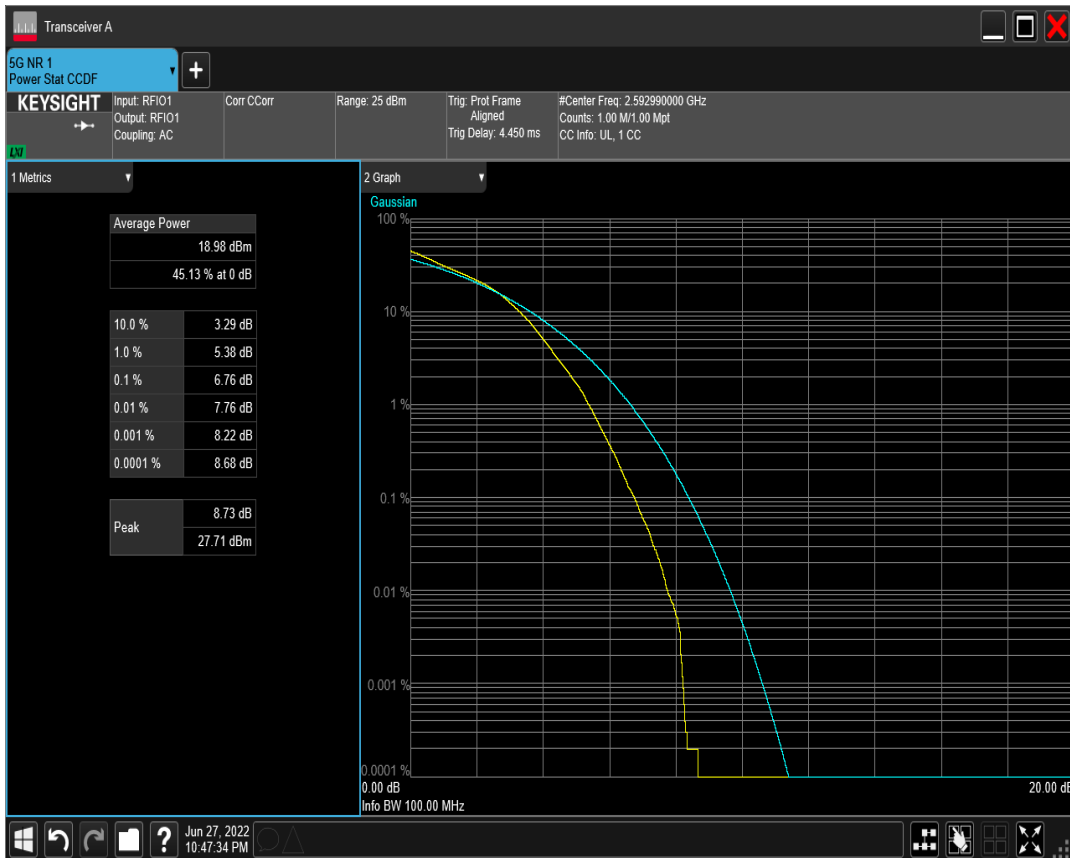 Transceiver A
5G NR 1
Power Stat CCDF
+
KEYSIGHT
LXI
Input: RFIO1
Output: RFIO1
Coupling: AC
Corr CCorr
Range: 25 dBm
Trig: Prot Frame
Aligned
Trig Delay: 4.450 ms
#Center Freq: 2.592990000 GHz
Counts: 1.00 M/1.00 Mpt
CC Info: UL, 1 CC
1 Metrics
Average Power
18.98 dBm
45.13 % at 0 dB
10.0 % 3.29 dB
1.0 % 5.38 dB
0.1 % 6.76 dB
0.01 % 7.76 dB
0.001 % 8.22 dB
0.0001 % 8.68 dB
Peak
8.73 dB
27.71 dBm
2 Graph
Gaussian
100 %
10 %
1 %
0.1 %
0.01 %
0.001 %
0.0001 %
0.00 dB 20.00 dB
Info BW 100.00 MHz
?
Jun 27, 2022
10:47:34 PM